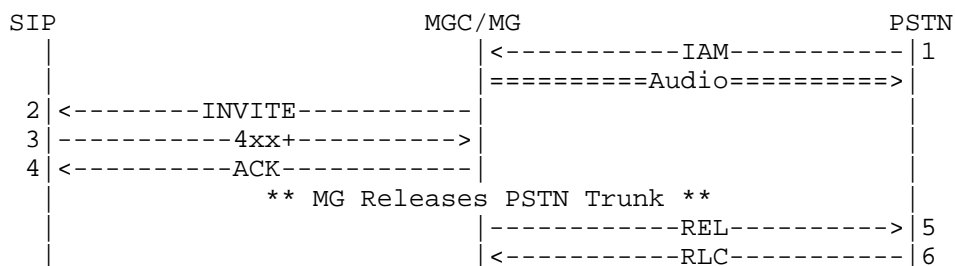 SIP                       MGC/MG                       PSTN
  |                          |<-----------IAM-----------|1
  |                          |==========Audio==========>|
 2|<--------INVITE-----------|                          |
 3|-----------4xx+---------->|                          |
 4|<----------ACK------------|                          |
  |            ** MG Releases PSTN Trunk **             |
  |                          |------------REL---------->|5
  |                          |<-----------RLC-----------|6